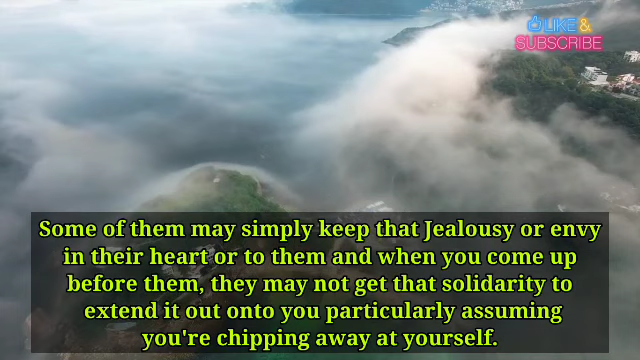 LIKE &
SUBSCRIBE
Some of them may simply keep that Jealousy or envy
in their heart or to them and when you come up
before them, they may not get that solidarity to
extend it out onto you particularly assuming
you're chipping away at yourself.